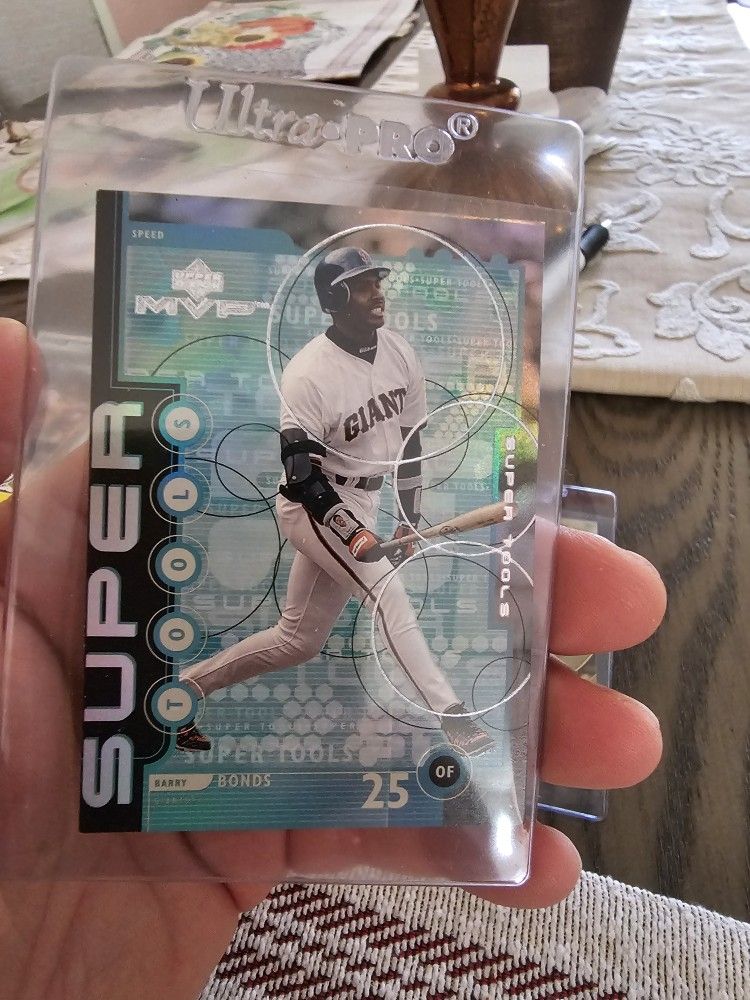 Ultra•PRO®
SPEED
UPPER DECK
MVP
SUPER TOOLS
GIANTS
SUPER
TOOLS
SUPER TOOLS
SUPER TOOLS
BARRY BONDS
GIANTS
25 OF